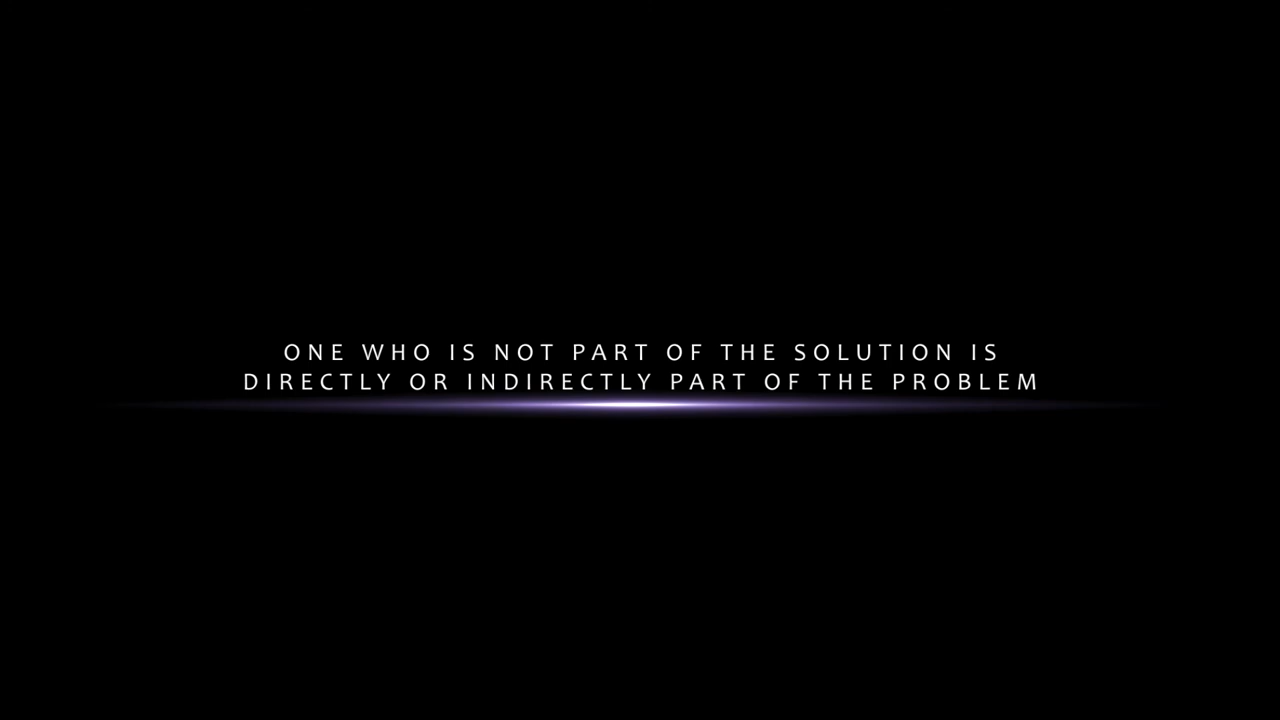 ONE WHO IS NOT PART OF THE SOLUTION IS
DIRECTLY OR INDIRECTLY PART OF THE PROBLEM